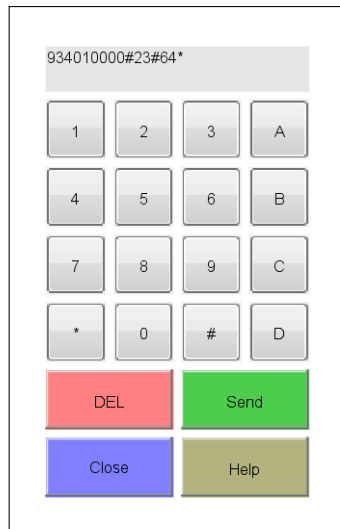 934010000#23#64*
1 2 3 A
4 5 6 B
7 8 9 C
* 0 # D
DEL Send
Close Help